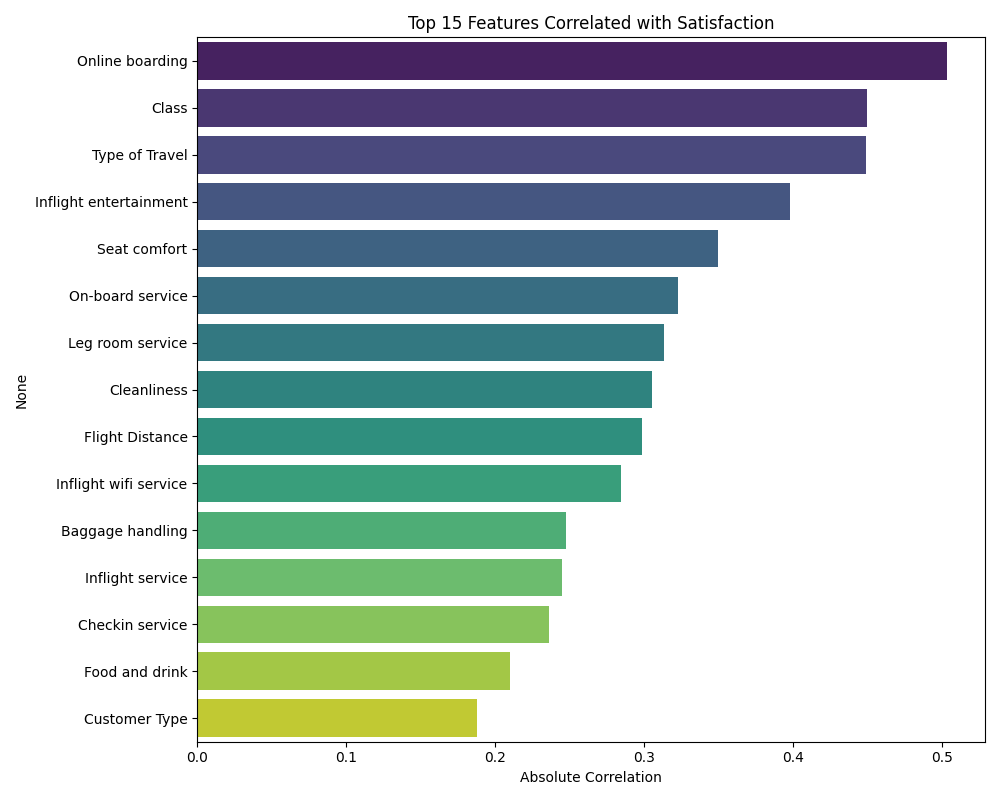 Top 15 Features Correlated with Satisfaction
Online boarding
Class
Type of Travel
Inflight entertainment
Seat comfort
On-board service
Leg room service
Cleanliness
Flight Distance
Inflight wifi service
Baggage handling
Inflight service
Checkin service
Food and drink
Customer Type
None
0.0 0.1 0.2 0.3 0.4 0.5
Absolute Correlation